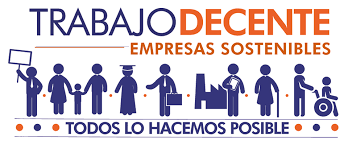 TRABAJO DECENTE
EMPRESAS SOSTENIBLES
TODOS LO HACEMOS POSIBLE